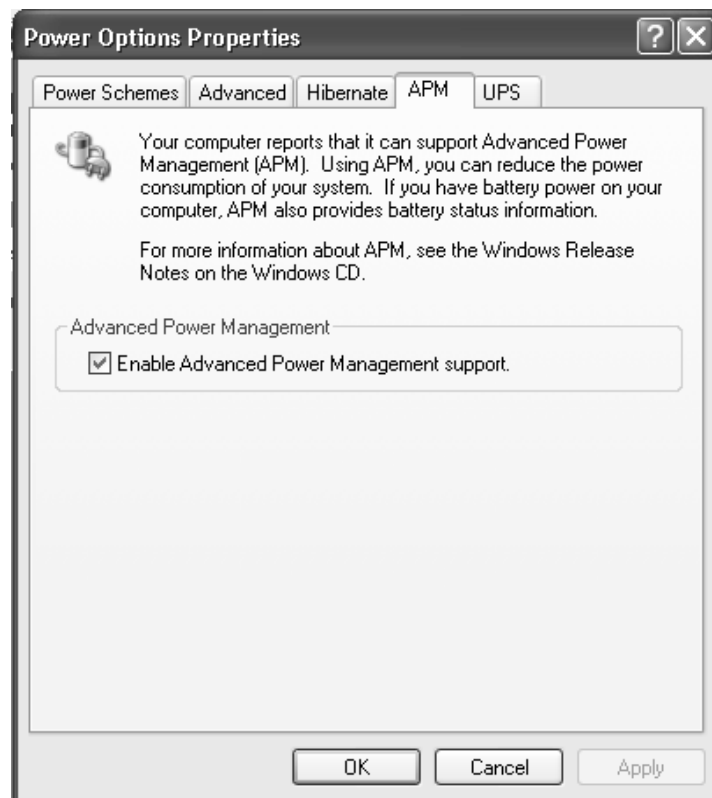 Power Options Properties
Power Schemes Advanced Hibernate APM UPS
Your computer reports that it can support Advanced Power
Management (APM). Using APM, you can reduce the power
consumption of your system. If you have battery power on your
computer, APM also provides battery status information.
For more information about APM, see the Windows Release
Notes on the Windows CD.
Advanced Power Management
Enable Advanced Power Management support.
OK Cancel Apply